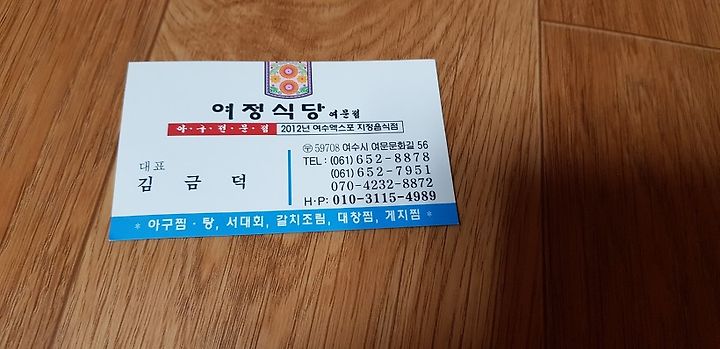 여정식당 여문점
아·구·전·문·점 2012년 여수엑스포 지정음식점
대표
김 금 덕
㉾ 59708 여수시 여문문화길 56
TEL : (061) 652-8878
(061) 652-7951
070-4232-8872
H·P: 010-3115-4989
* 아구찜·탕, 서대회, 갈치조림, 대창찜, 게지찜 *